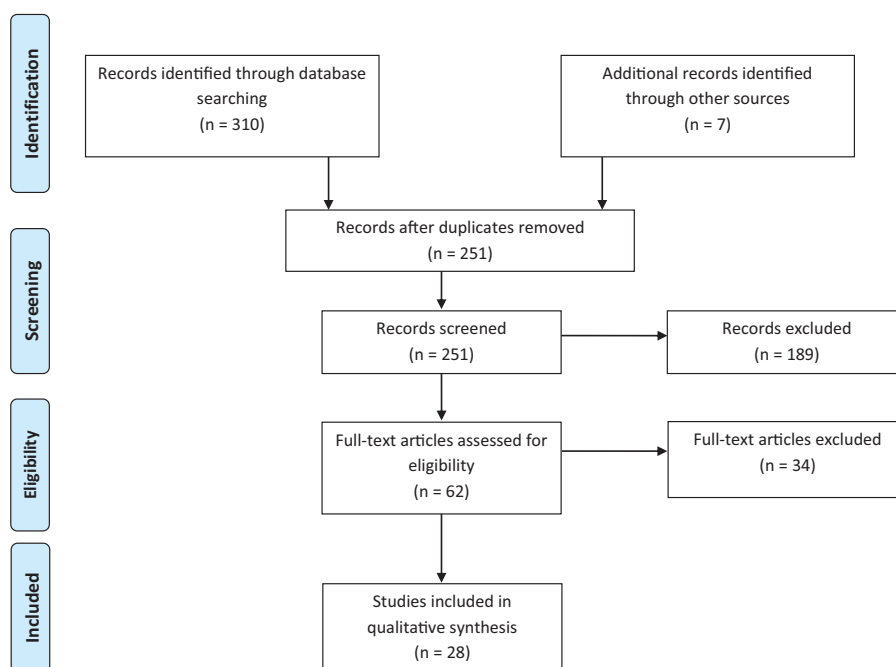 Identification
Records identified through database
searching
(n = 310)
Additional records identified
through other sources
(n = 7)
Records after duplicates removed
(n = 251)
Screening
Records screened
(n = 251)
Records excluded
(n = 189)
Eligibility
Full-text articles assessed for
eligibility
(n = 62)
Full-text articles excluded
(n = 34)
Included
Studies included in
qualitative synthesis
(n = 28)